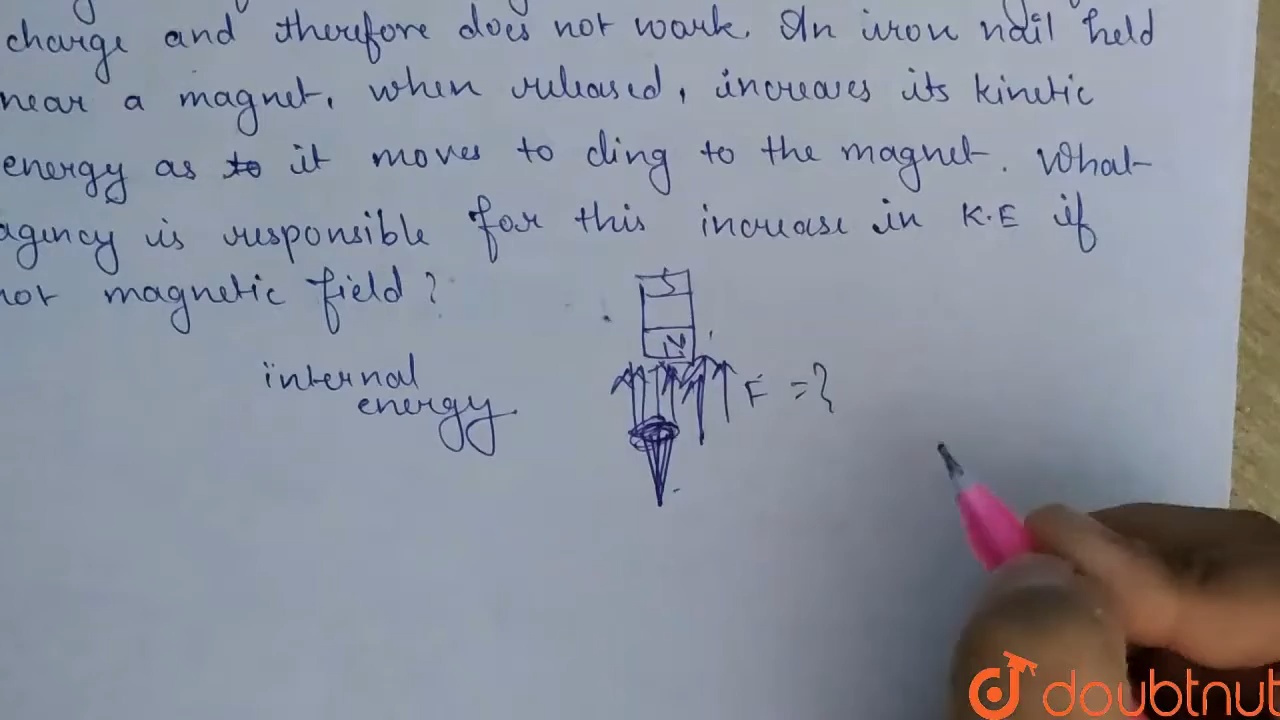 charge and therefore does not work. An iron nail held
near a magnet, when released, increases its kinetic
energy as to it moves to cling to the magnet. What
agency is responsible for this increase in K.E if
not magnetic field?
S
N
internal
energy.
F = ?
doubtnut